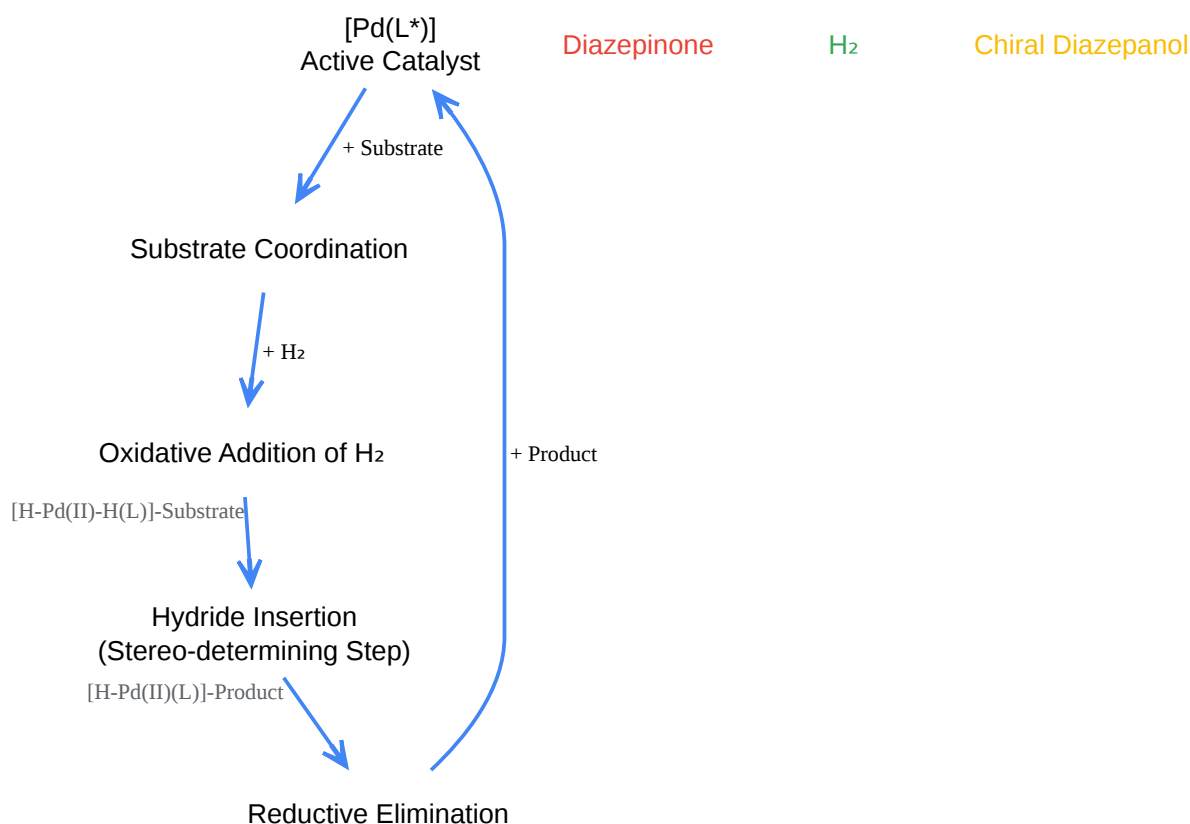 [Pd(L*)]
Active Catalyst
Diazepinone
H₂
Chiral Diazepanol
+ Substrate
Substrate Coordination
+ H₂
Oxidative Addition of H₂
+ Product
[H-Pd(II)-H(L)]-Substrate
Hydride Insertion
(Stereo-determining Step)
[H-Pd(II)(L)]-Product
Reductive Elimination